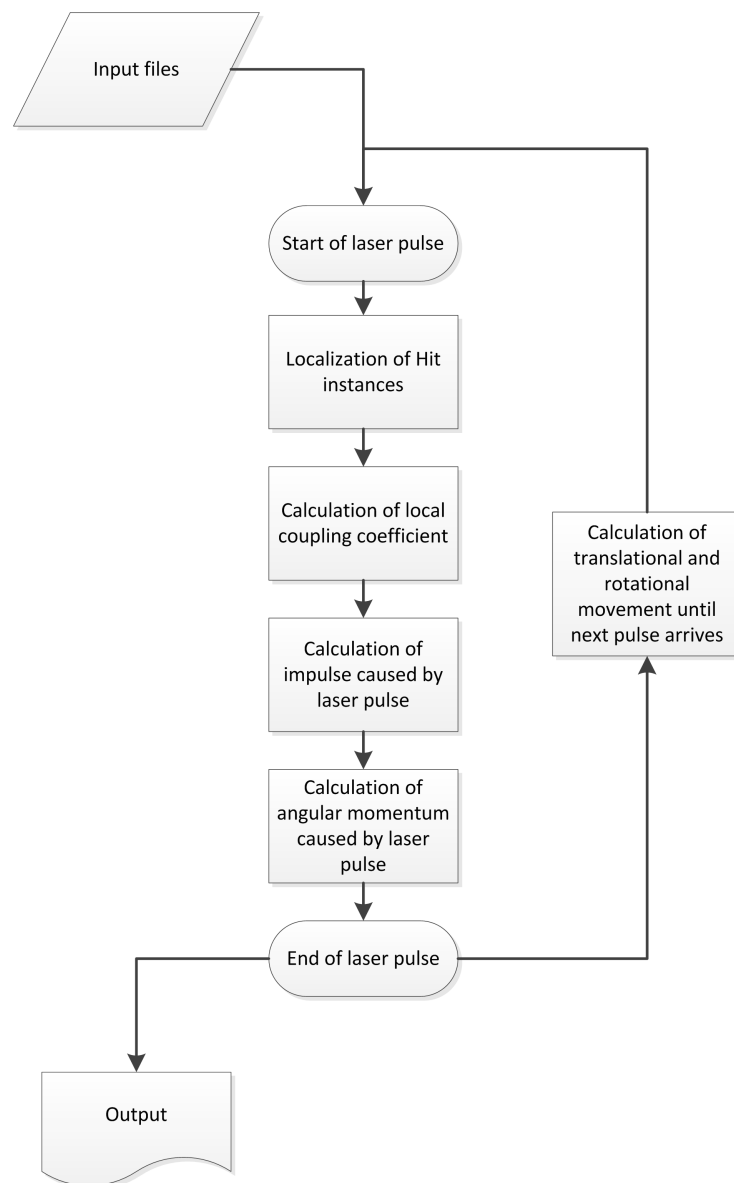 Input files
Start of laser pulse
Localization of Hit
instances
Calculation of local
coupling coefficient
Calculation of
impulse caused by
laser pulse
Calculation of
angular momentum
caused by laser
pulse
End of laser pulse
Calculation of
translational and
rotational
movement until
next pulse arrives
Output